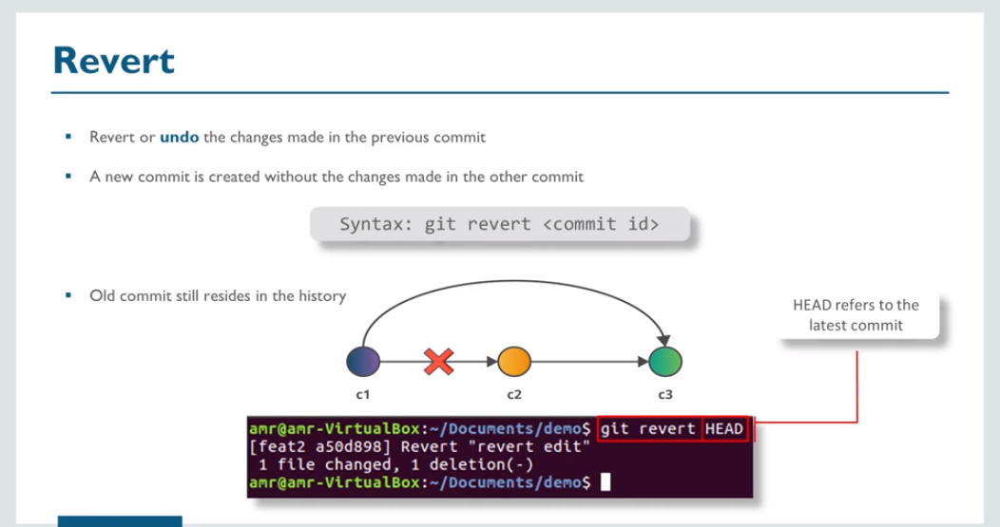 Revert
Revert or undo the changes made in the previous commit
A new commit is created without the changes made in the other commit
Syntax: git revert <commit id>
Old commit still resides in the history
HEAD refers to the
latest commit
c1 c2 c3
amr@amr-VirtualBox:~/Documents/demo$ git revert HEAD
[feat2 a50d898] Revert "revert edit"
1 file changed, 1 deletion(-)
amr@amr-VirtualBox:~/Documents/demo$